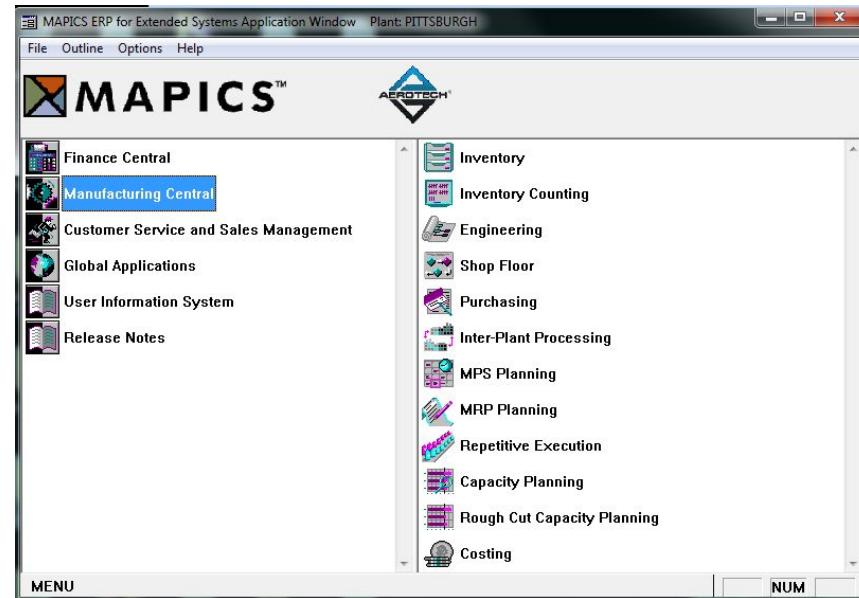 MAPICS ERP for Extended Systems Application Window Plant: PITTSBURGH
File Outline Options Help
MAPICS™
AEROTECH
Finance Central
Manufacturing Central
Customer Service and Sales Management
Global Applications
User Information System
Release Notes
Inventory
Inventory Counting
Engineering
Shop Floor
Purchasing
Inter-Plant Processing
MPS Planning
MRP Planning
Repetitive Execution
Capacity Planning
Rough Cut Capacity Planning
Costing
MENU NUM